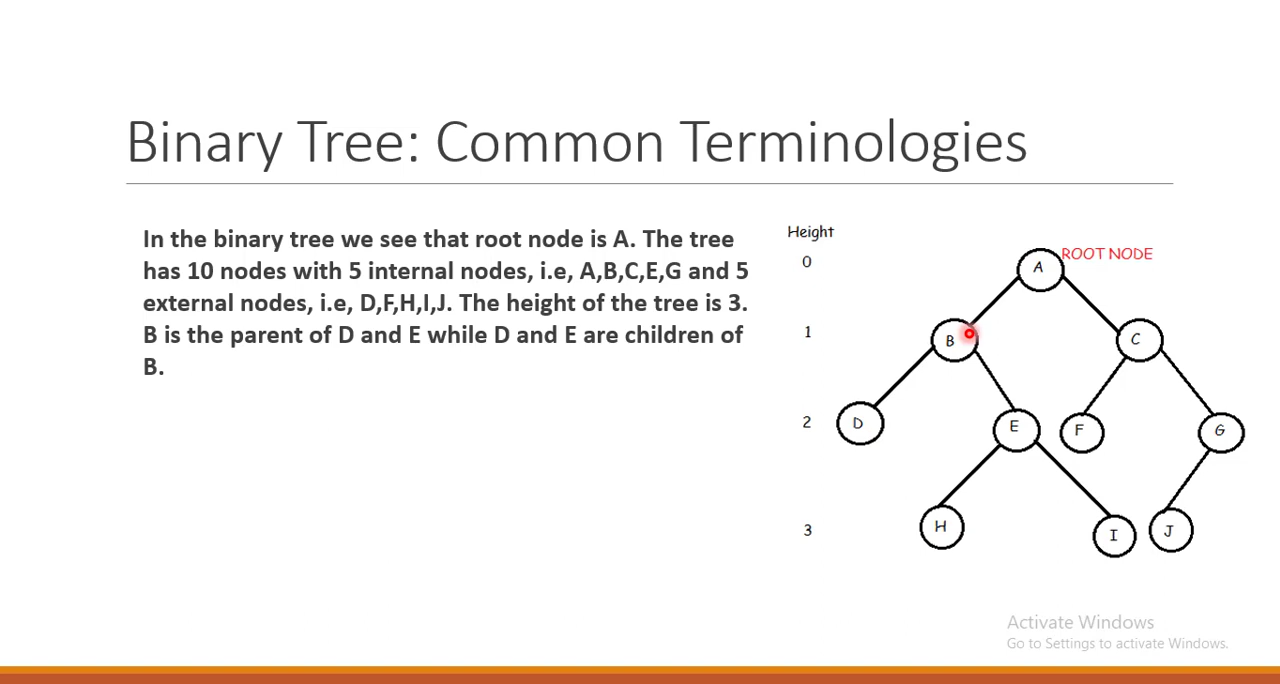 Binary Tree: Common Terminologies
In the binary tree we see that root node is A. The tree
has 10 nodes with 5 internal nodes, i.e, A,B,C,E,G and 5
external nodes, i.e, D,F,H,I,J. The height of the tree is 3.
B is the parent of D and E while D and E are children of
B.
Height
0
A
ROOT NODE
1
B
C
2
D
E
F
G
3
H
I
J
Activate Windows
Go to Settings to activate Windows.